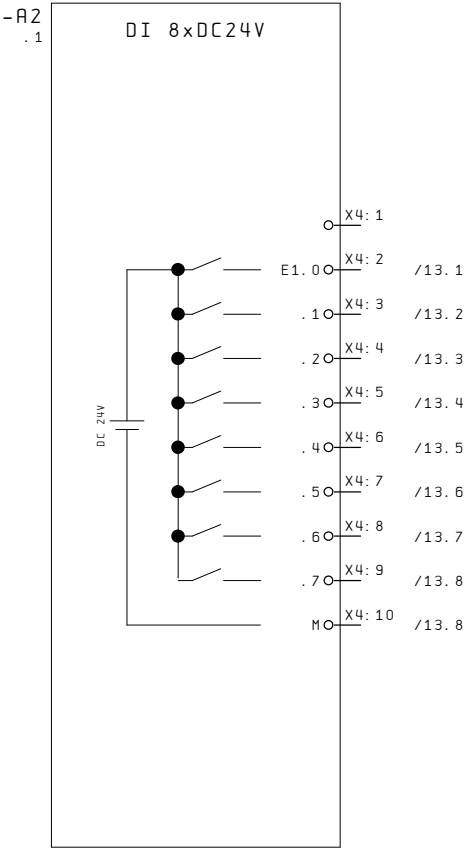 -A2
.1
DI 8xDC24V
X4:1
E1.0 X4:2 /13.1
.1 X4:3 /13.2
.2 X4:4 /13.3
.3 X4:5 /13.4
DC 24V
.4 X4:6 /13.5
.5 X4:7 /13.6
.6 X4:8 /13.7
.7 X4:9 /13.8
M X4:10 /13.8